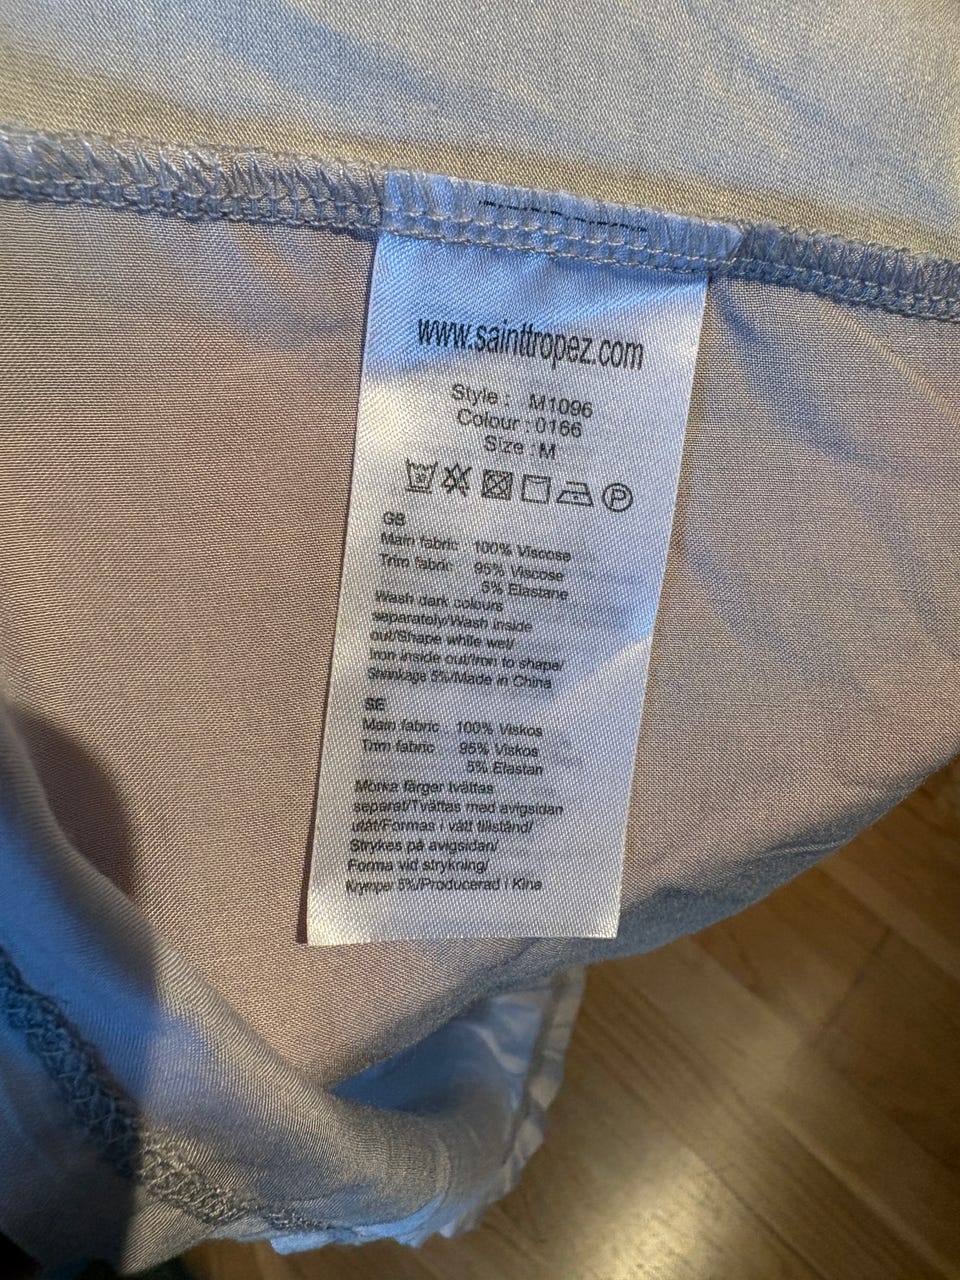 www.sainttropez.com
Style : M1096
Colour : 0166
Size : M
30
P
GB
Main fabric : 100% Viscose
Trim fabric 95% Viscose
5% Elastane
Wash dark colours
separately/Wash inside
out/Shape while wet/
Iron inside out/Iron to shape/
Shrinkage 5%/Made in China
SE
Main fabric : 100% Viskos
Trim fabric 95% Viskos
5% Elastan
Mörka färger tvättas
separat/Tvättas med avigsidan
utåt/Formas i vått tillstånd/
Strykes på avigsidan/
Forma vid strykning/
Krymper 5%/Producerad i Kina